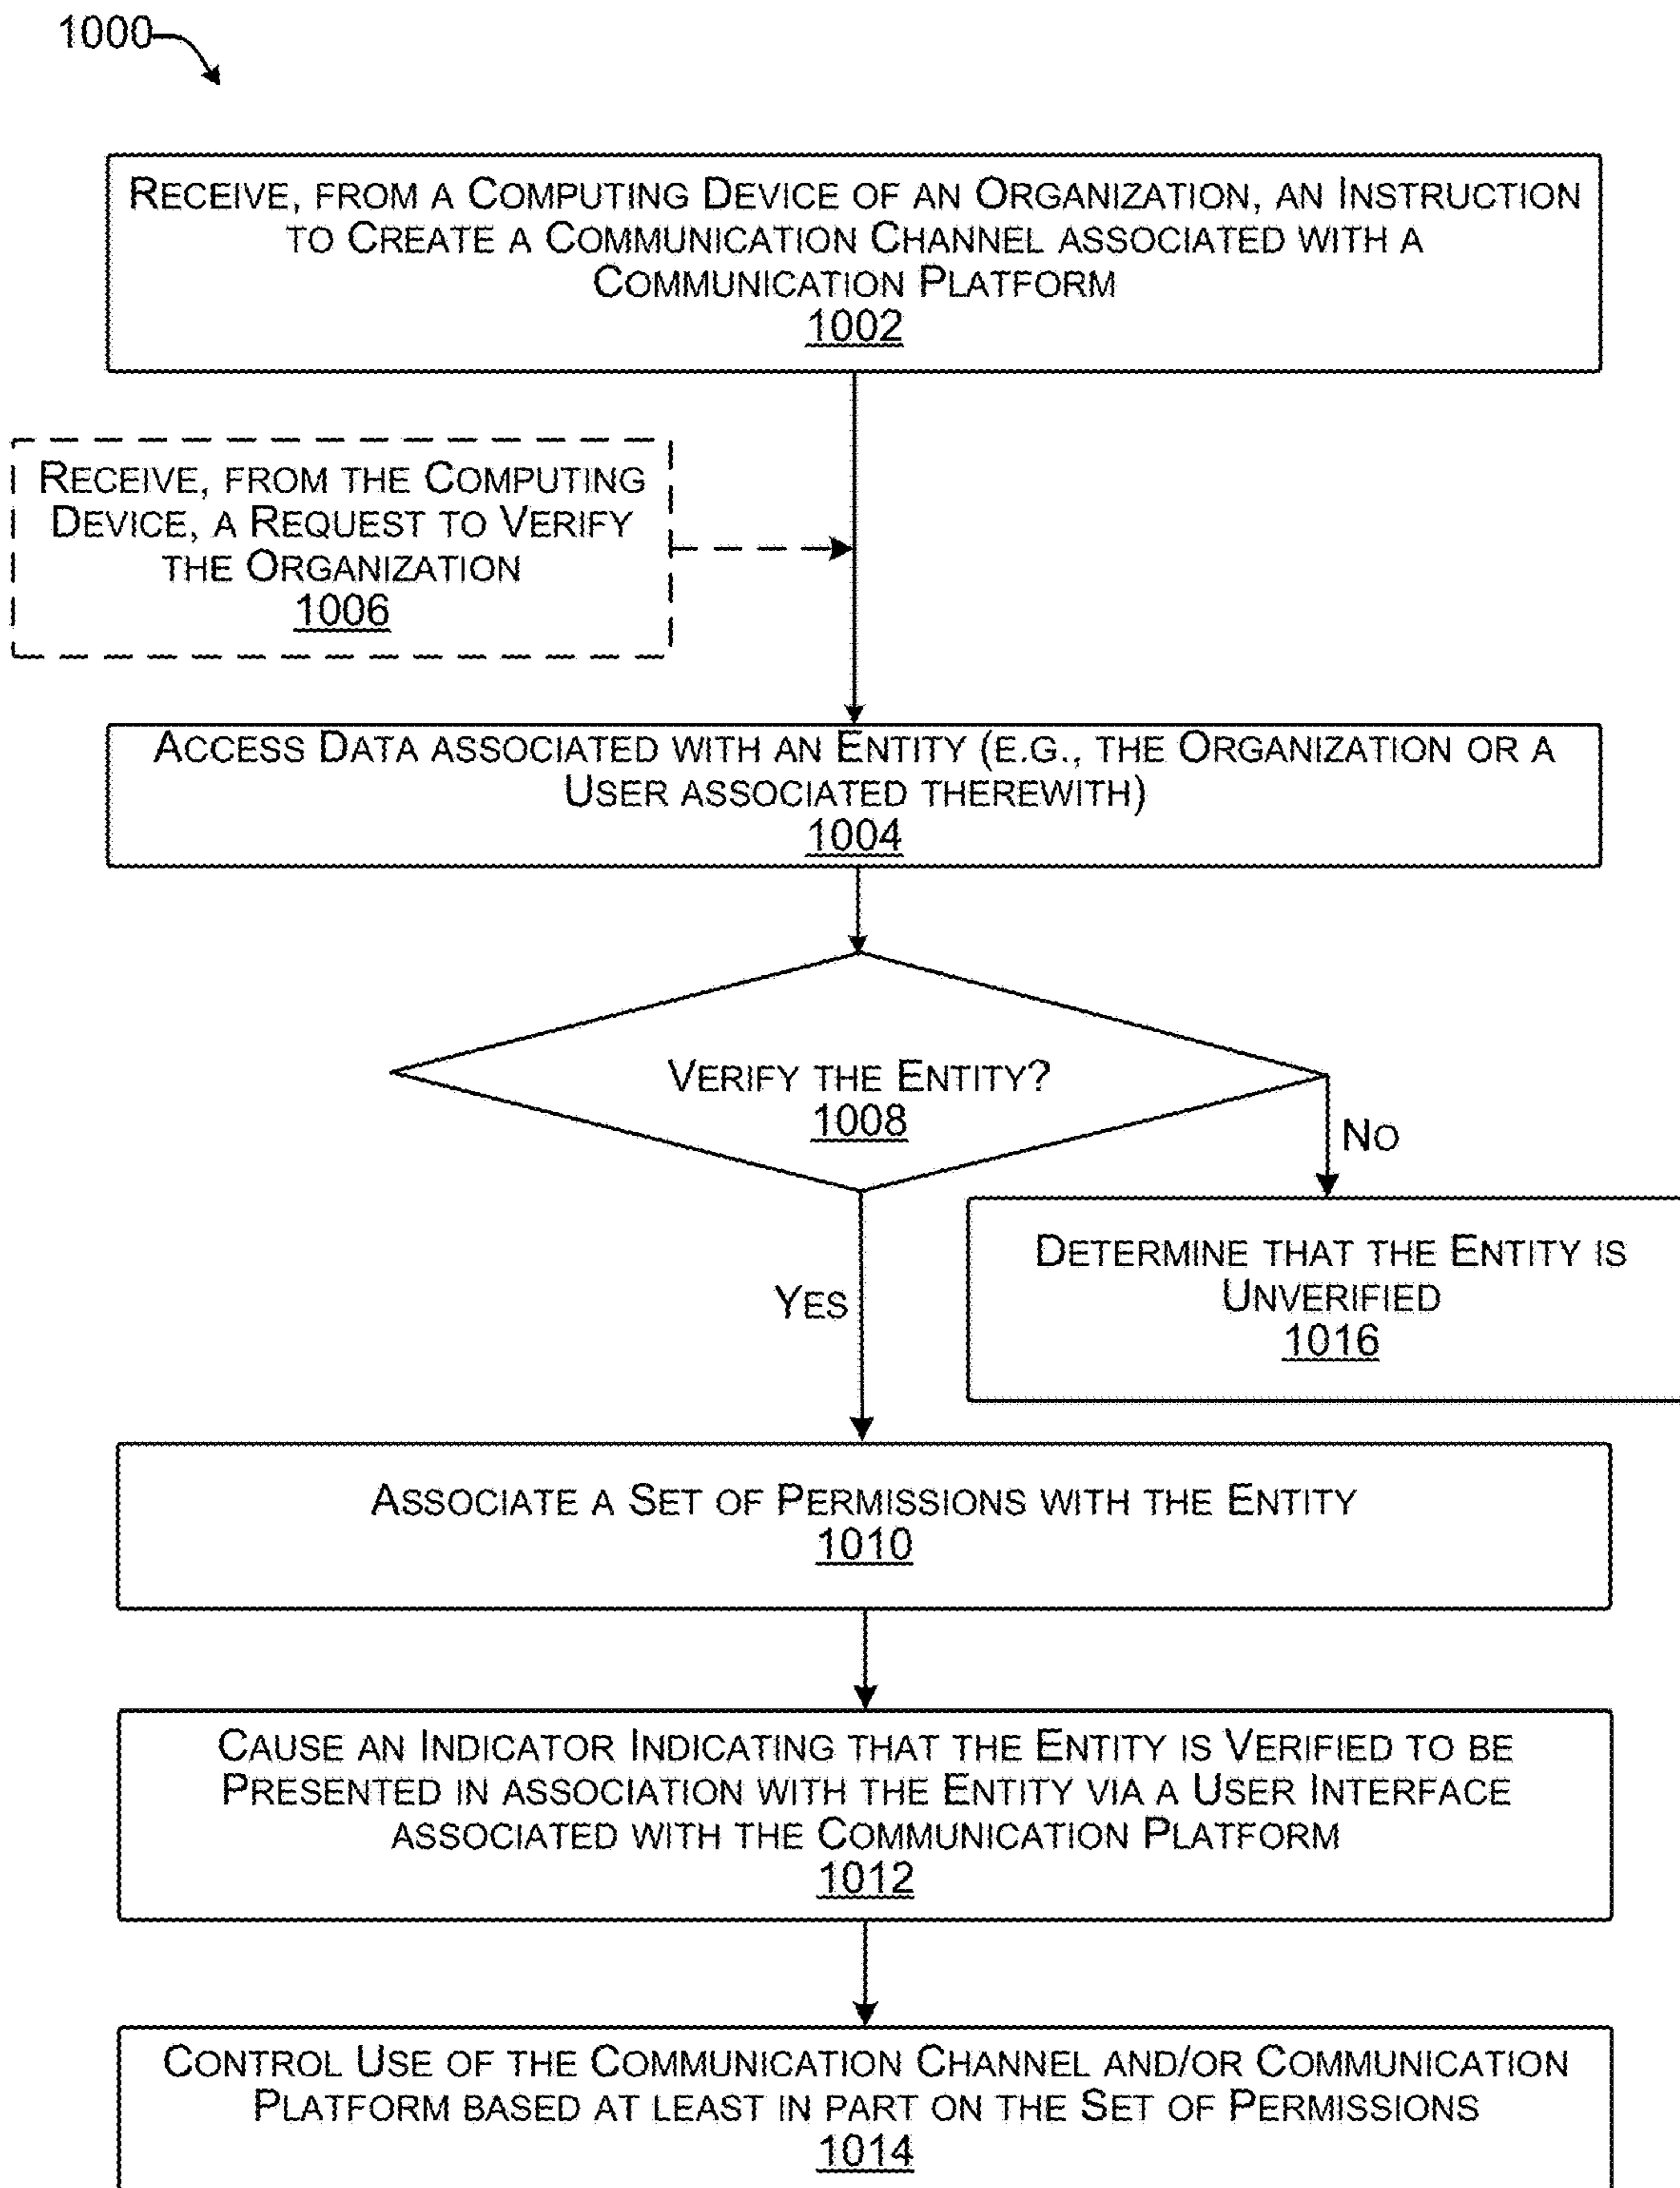 1000
RECEIVE, FROM A COMPUTING DEVICE OF AN ORGANIZATION, AN INSTRUCTION
TO CREATE A COMMUNICATION CHANNEL ASSOCIATED WITH A
COMMUNICATION PLATFORM
1002
RECEIVE, FROM THE COMPUTING
DEVICE, A REQUEST TO VERIFY
THE ORGANIZATION
1006
ACCESS DATA ASSOCIATED WITH AN ENTITY (E.G., THE ORGANIZATION OR A
USER ASSOCIATED THEREWITH)
1004
VERIFY THE ENTITY?
1008
NO
DETERMINE THAT THE ENTITY IS
UNVERIFIED
1016
YES
ASSOCIATE A SET OF PERMISSIONS WITH THE ENTITY
1010
CAUSE AN INDICATOR INDICATING THAT THE ENTITY IS VERIFIED TO BE
PRESENTED IN ASSOCIATION WITH THE ENTITY VIA A USER INTERFACE
ASSOCIATED WITH THE COMMUNICATION PLATFORM
1012
CONTROL USE OF THE COMMUNICATION CHANNEL AND/OR COMMUNICATION
PLATFORM BASED AT LEAST IN PART ON THE SET OF PERMISSIONS
1014